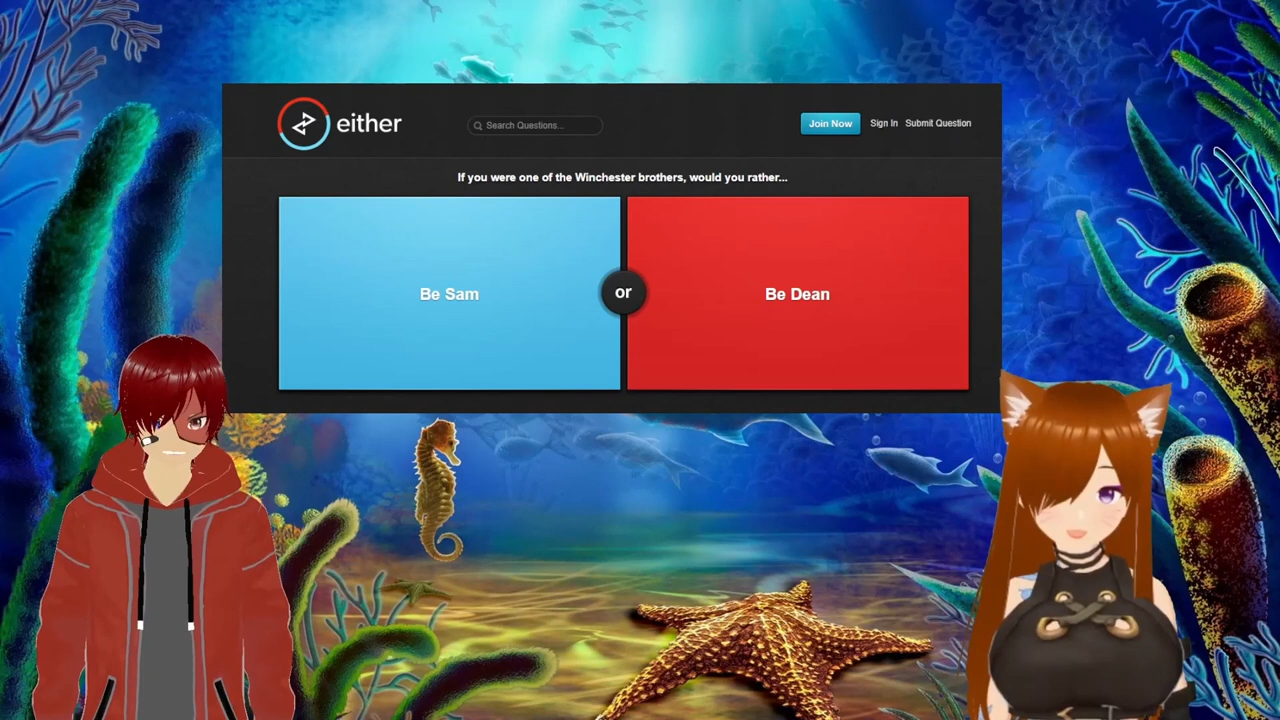 either
Search Questions...
Join Now
Sign In
Submit Question
If you were one of the Winchester brothers, would you rather...
Be Sam
or
Be Dean